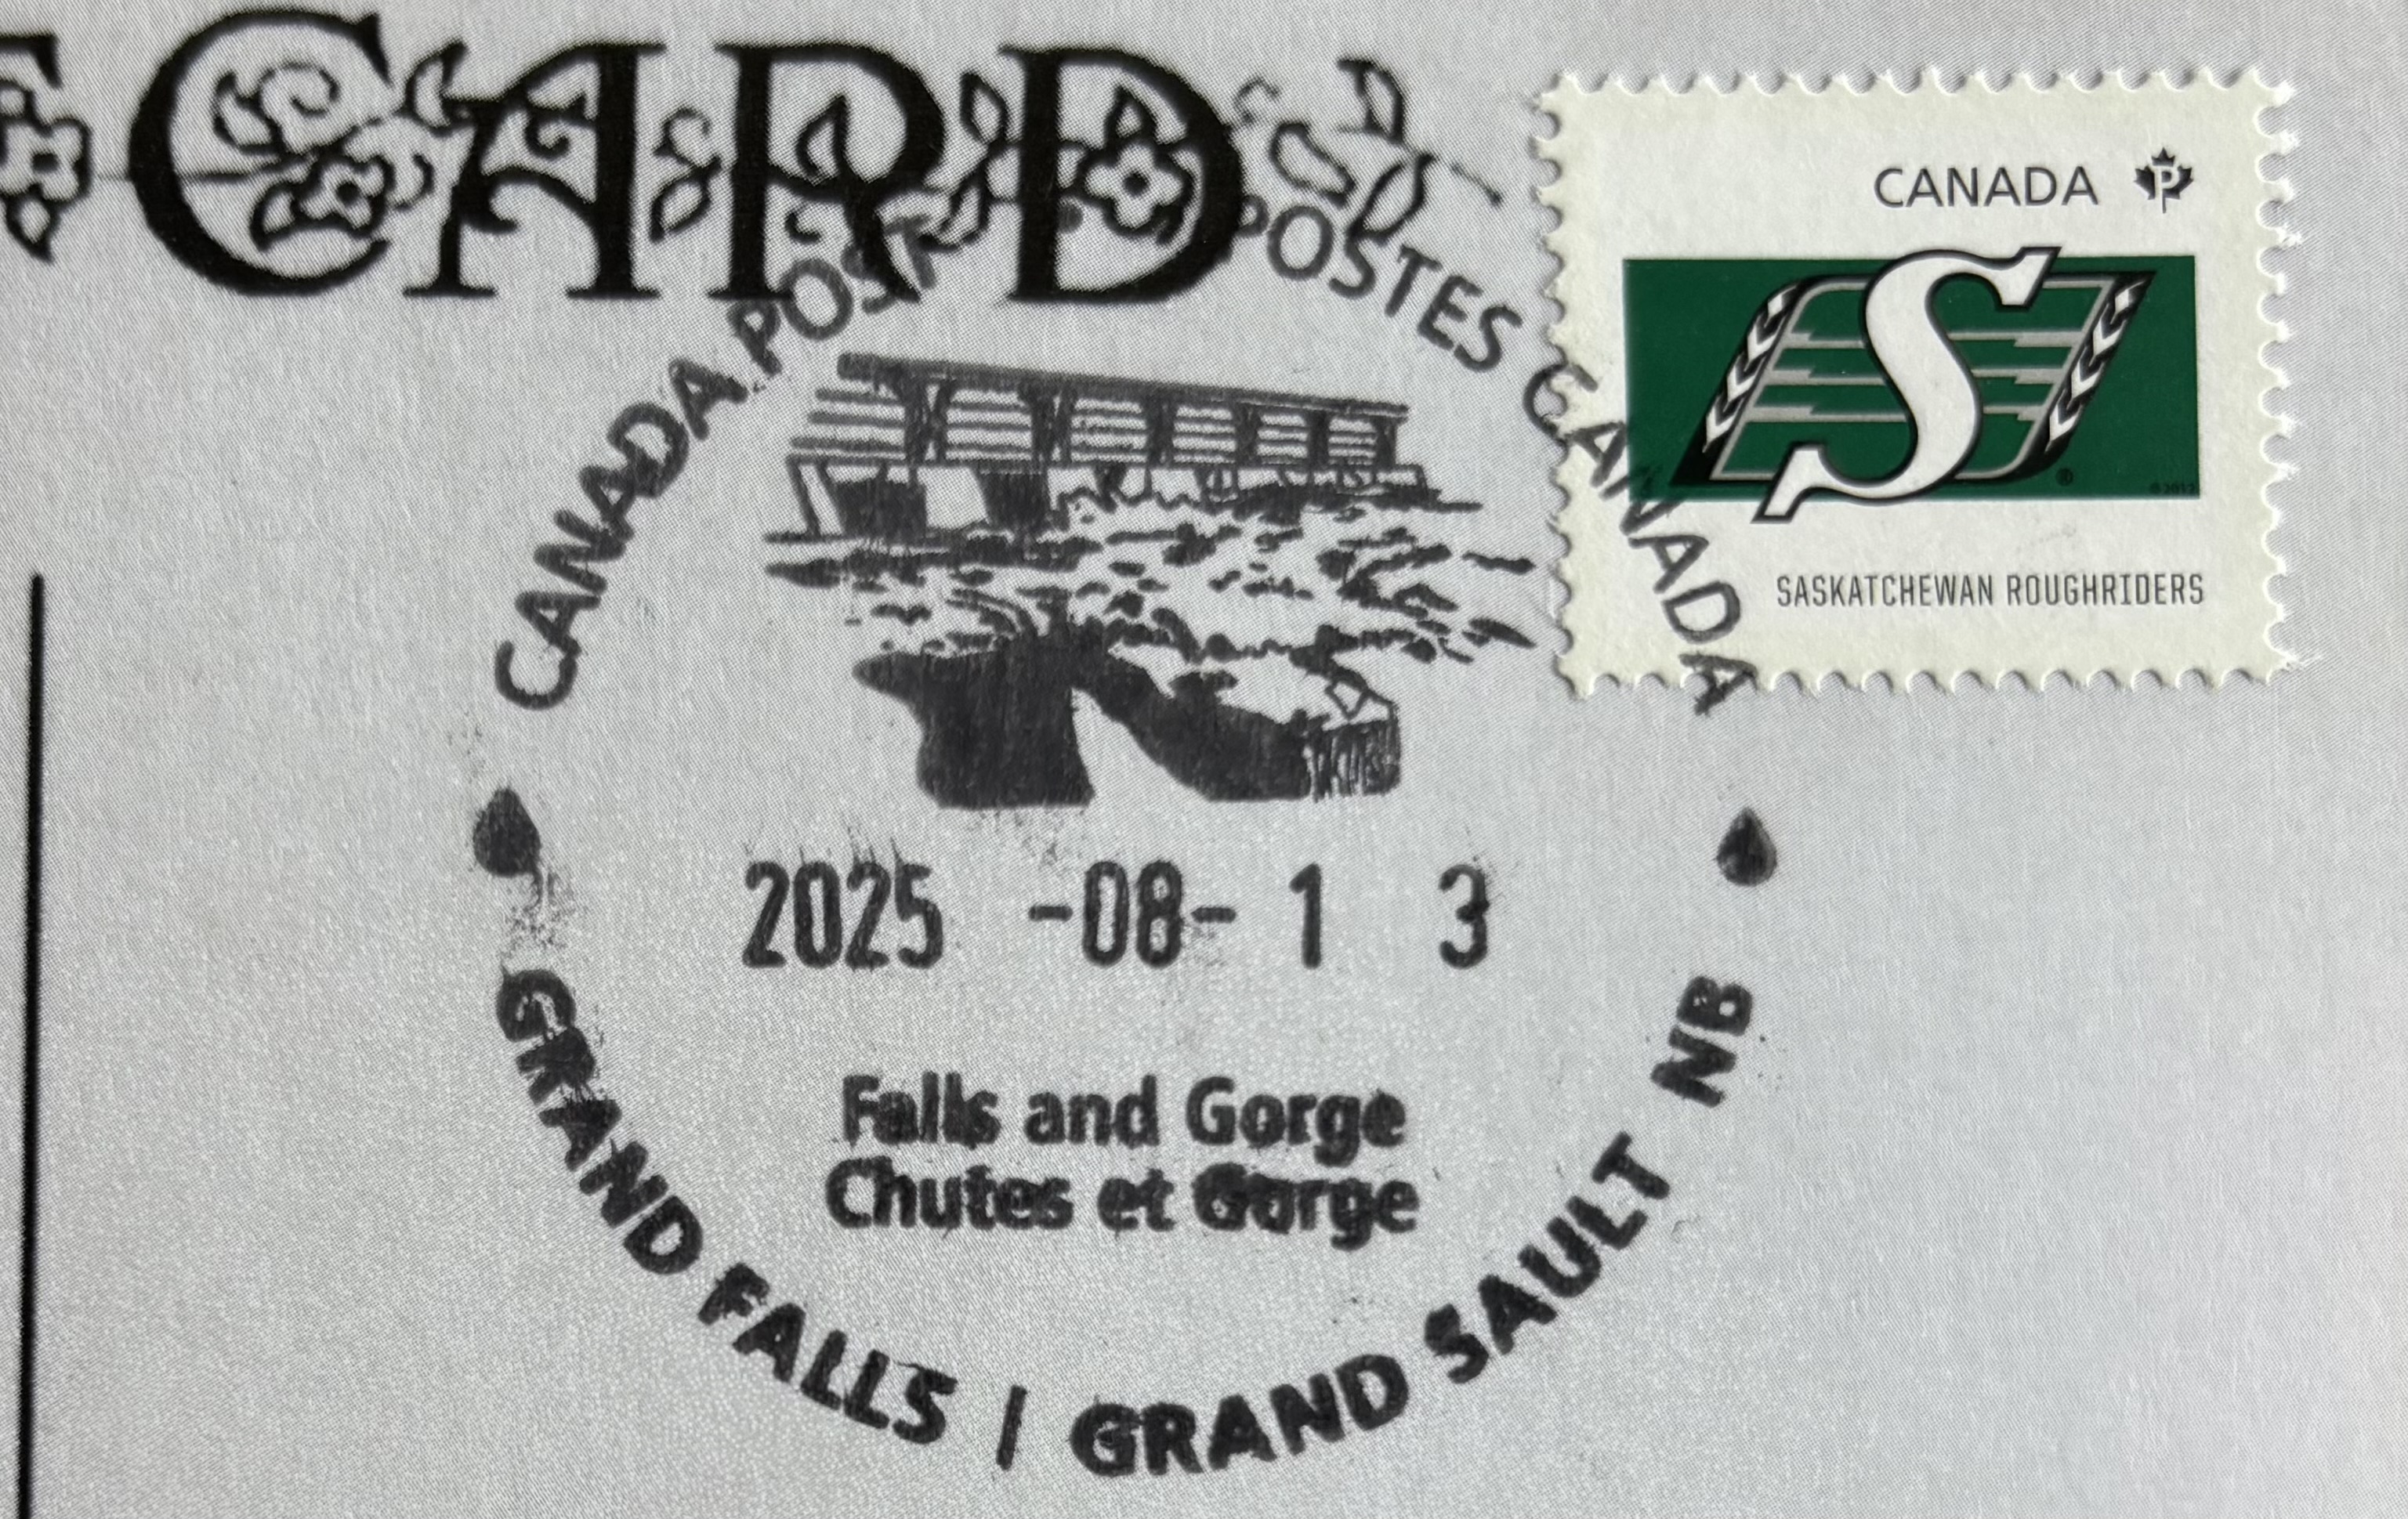 CARD
CANADA POST
POSTES CANADA
CANADA P
S
SASKATCHEWAN ROUGHRIDERS
2025 -08- 1 3
Falls and Gorge
Chutes et Gorge
GRAND FALLS | GRAND SAULT NB